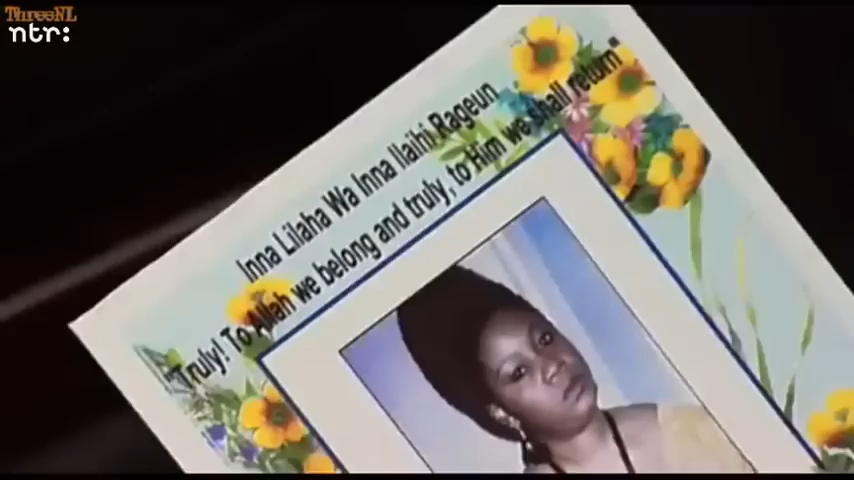 ThreeNL
ntr:
Inna Lilaha Wa Inna Ilaihi Rageun
"Truly! To Allah we belong and truly, to Him we shall return"